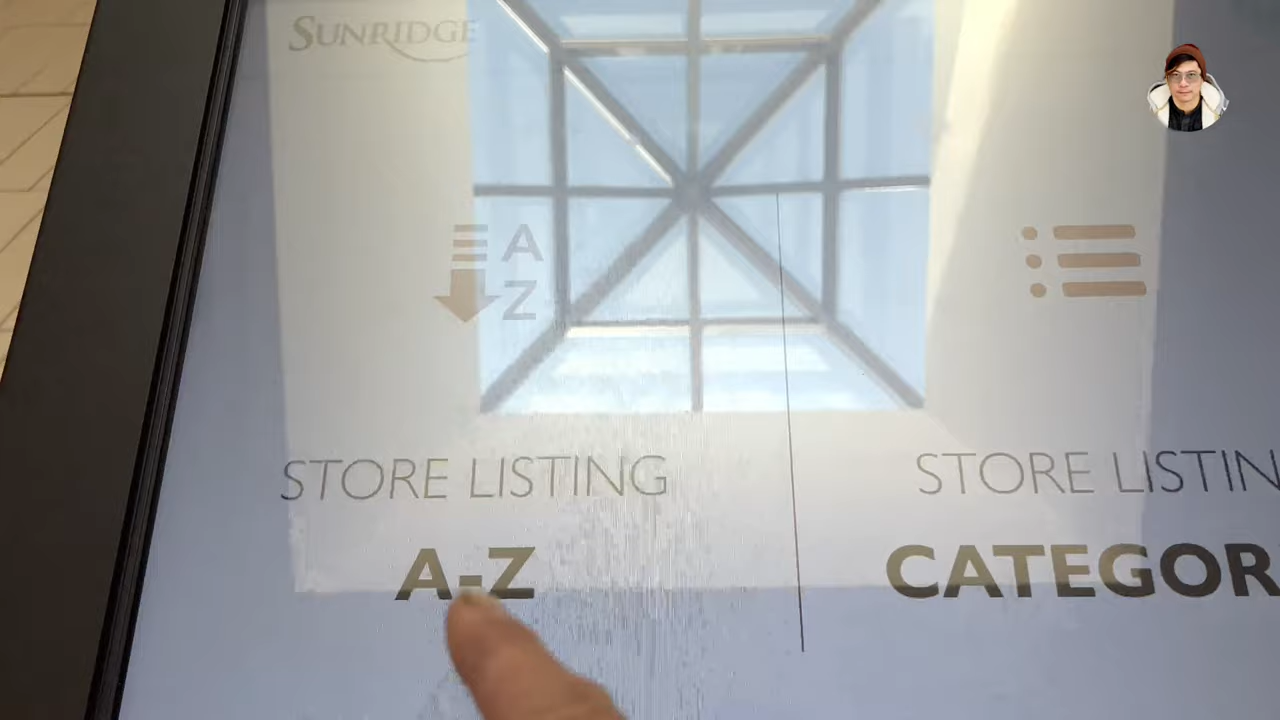 SUNRIDGE
A
Z
STORE LISTING
A-Z
STORE LISTIN
CATEGOR